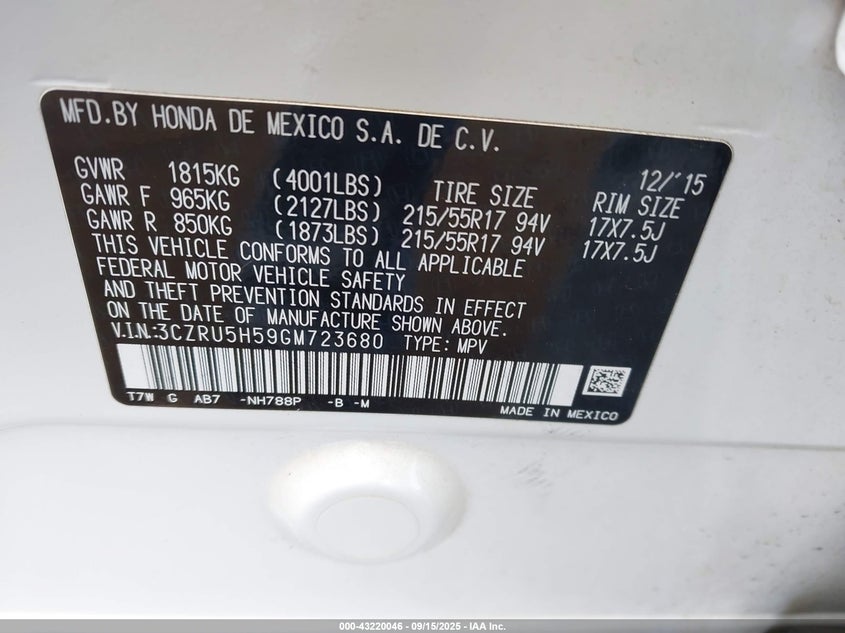 MFD.BY HONDA DE MEXICO S.A. DE C.V.
12/'15
GVWR 1815KG (4001LBS) TIRE SIZE RIM SIZE
GAWR F 965KG (2127LBS) 215/55R17 94V 17X7.5J
GAWR R 850KG (1873LBS) 215/55R17 94V 17X7.5J
THIS VEHICLE CONFORMS TO ALL APPLICABLE
FEDERAL MOTOR VEHICLE SAFETY
AND THEFT PREVENTION STANDARDS IN EFFECT
ON THE DATE OF MANUFACTURE SHOWN ABOVE.
V.I.N.:3CZRU5H59GM723680 TYPE: MPV
T7W G AB7 -NH788P -B -M
MADE IN MEXICO
000-43220046 - 09/15/2025 - IAA Inc.